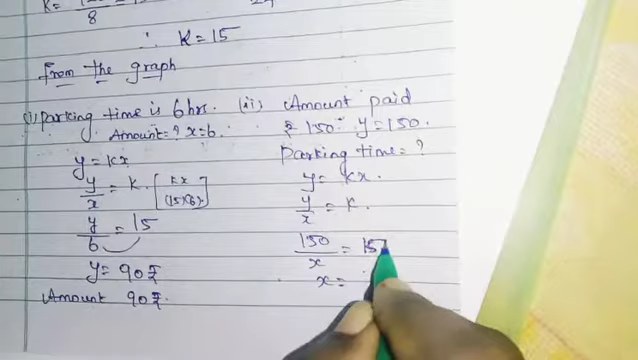 8
∴ K = 15
From the graph
(i) Parking time is 6 hrs.
y. Amount = ? x = 6.
y = kx
y/x = k. [kx (15)(6)]
y/6 = 15
y = 90 ₹
Amount 90 ₹.
(ii) Amount paid
₹ 150 y = 150.
Parking time = ?
y = kx.
y/x = k.
150/x = 15
x =